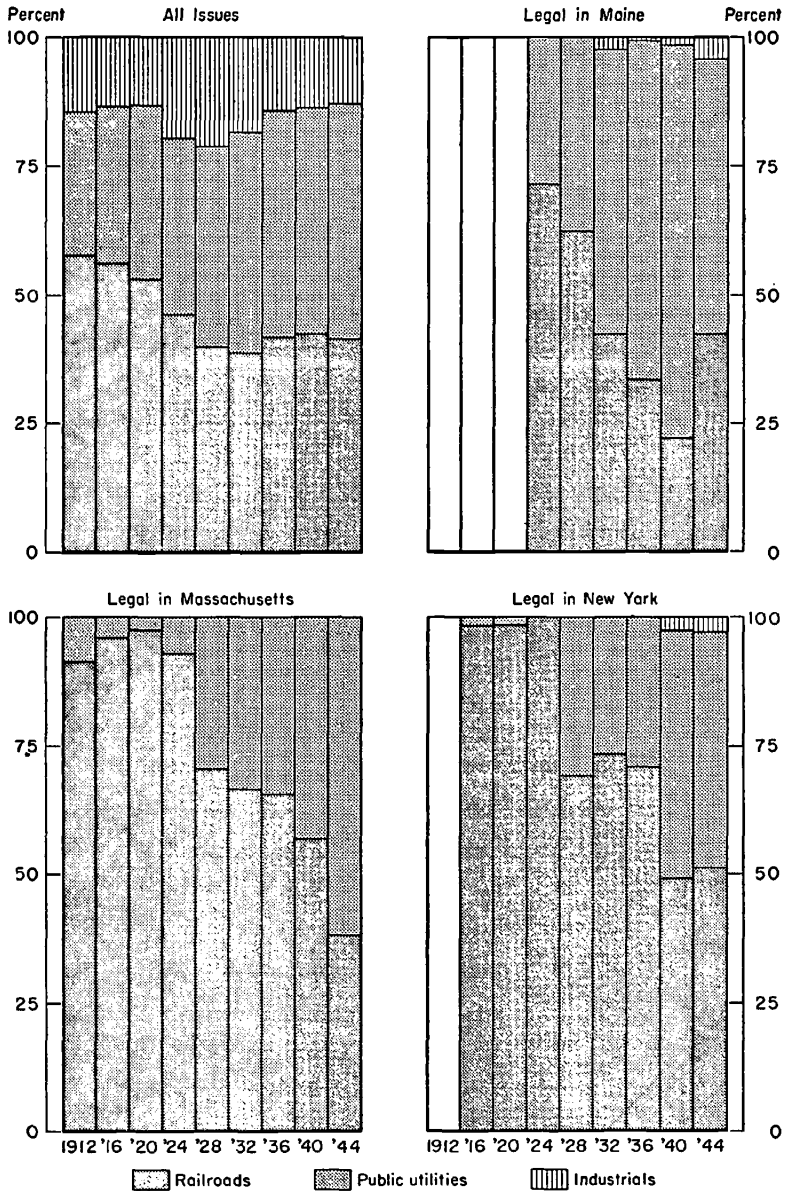 Percent All Issues Legal in Maine Percent
100 100
75 75
50 50
25 25
0 0
Legal in Massachusetts Legal in New York
100 100
75 75
50 50
25 25
0 0
1912 '16 '20 '24 '28 '32 '36 '40 '44 1912 '16 '20 '24 '28 '32 '36 '40 '44
Railroads Public utilities Industrials